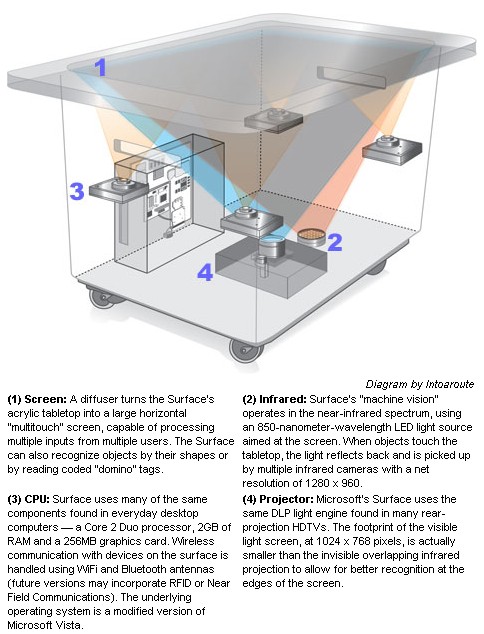 1
3
2
4
Diagram by Intoaroute
(1) Screen: A diffuser turns the Surface's
acrylic tabletop into a large horizontal
"multitouch" screen, capable of processing
multiple inputs from multiple users. The Surface
can also recognize objects by their shapes or
by reading coded "domino" tags.
(2) Infrared: Surface's "machine vision"
operates in the near-infrared spectrum, using
an 850-nanometer-wavelength LED light source
aimed at the screen. When objects touch the
tabletop, the light reflects back and is picked up
by multiple infrared cameras with a net
resolution of 1280 x 960.
(3) CPU: Surface uses many of the same
components found in everyday desktop
computers — a Core 2 Duo processor, 2GB of
RAM and a 256MB graphics card. Wireless
communication with devices on the surface is
handled using WiFi and Bluetooth antennas
(future versions may incorporate RFID or Near
Field Communications). The underlying
operating system is a modified version of
Microsoft Vista.
(4) Projector: Microsoft's Surface uses the
same DLP light engine found in many rear-
projection HDTVs. The footprint of the visible
light screen, at 1024 x 768 pixels, is actually
smaller than the invisible overlapping infrared
projection to allow for better recognition at the
edges of the screen.